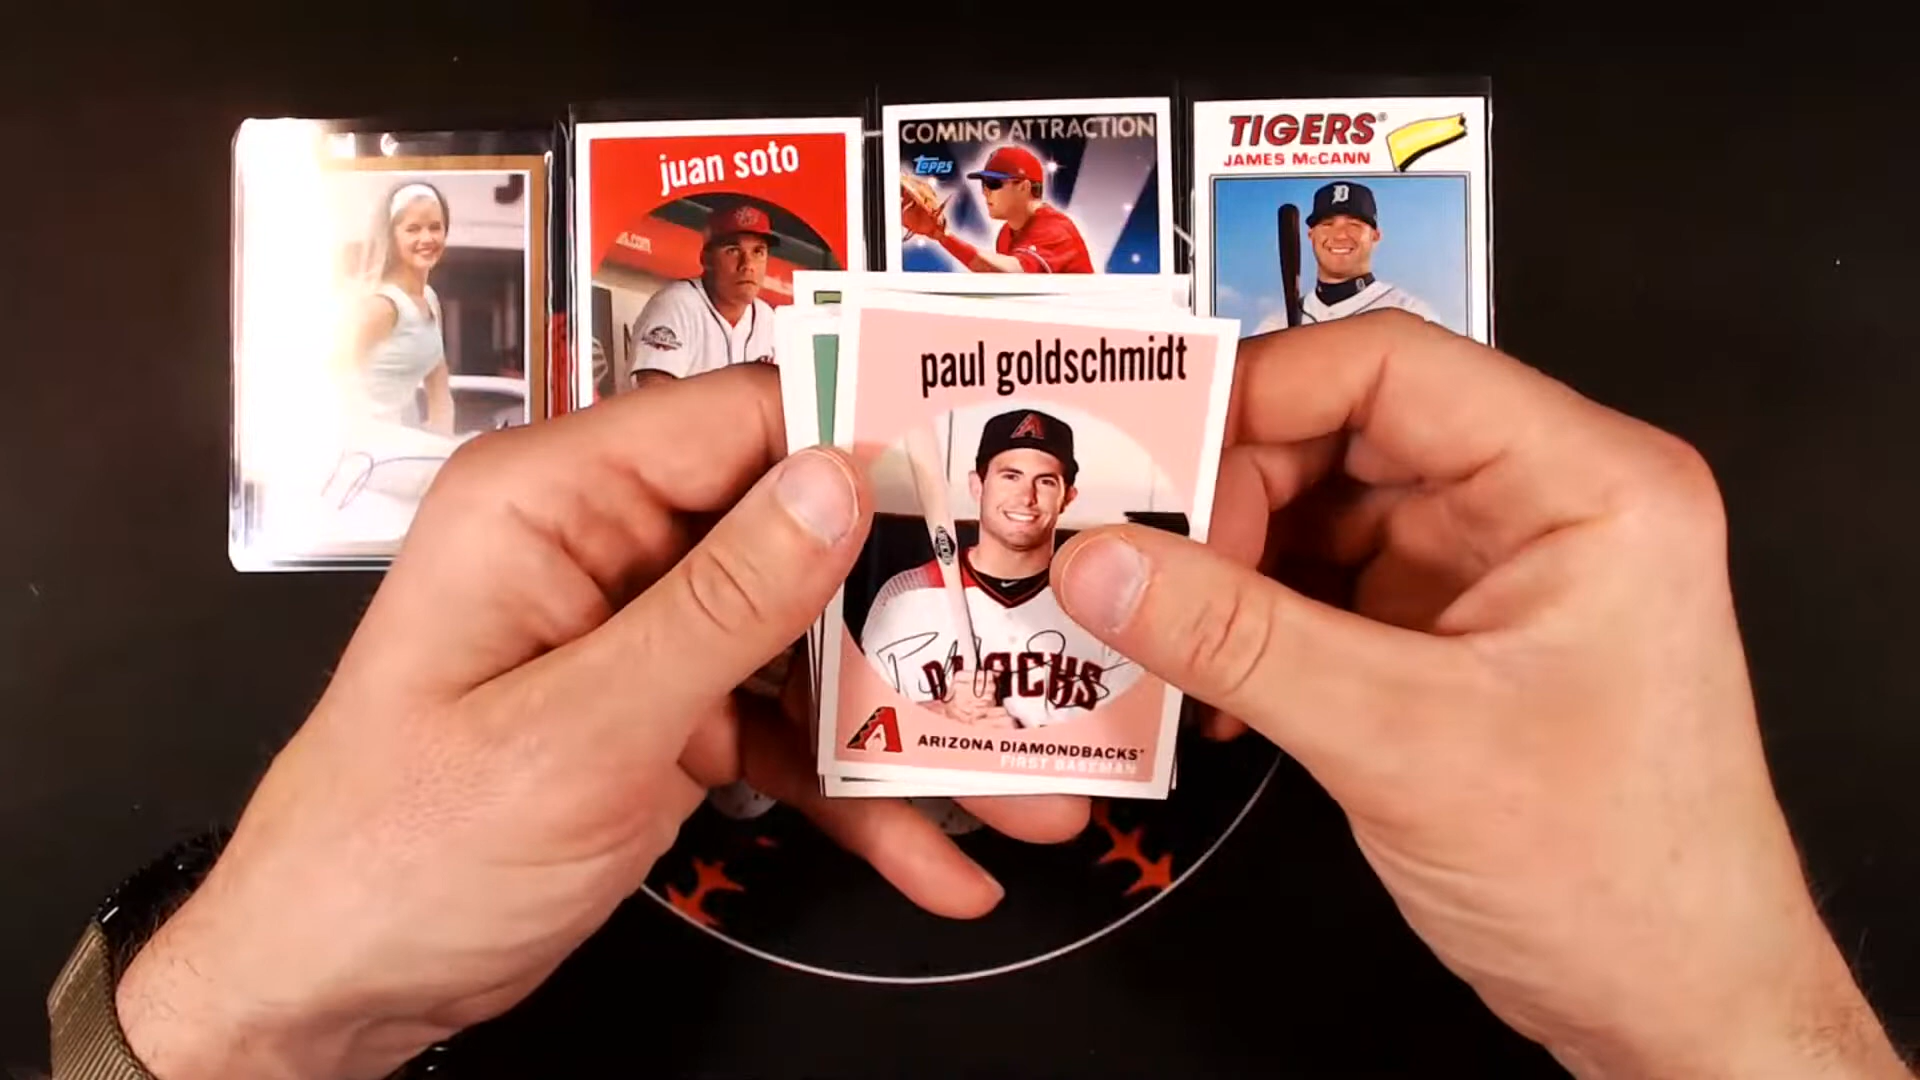 juan soto
COMING ATTRACTION
Topps
TIGERS®
JAMES McCANN
D
paul goldschmidt
A
A
ARIZONA DIAMONDBACKS®
FIRST BASEMAN